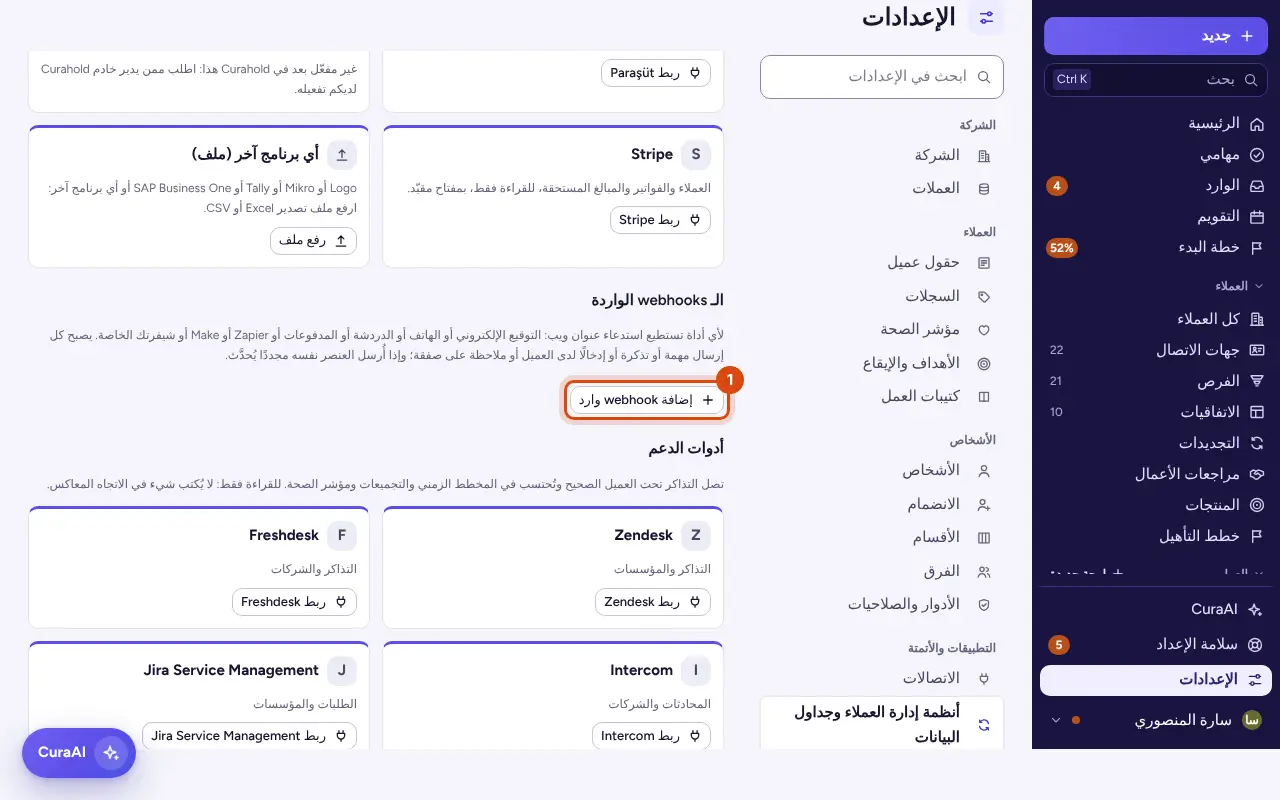 جديد
بحث
Ctrl K
الرئيسية
مهامي
الوارد
4
التقويم
خطة البدء
52%
العملاء
كل العملاء
جهات الاتصال
22
الفرص
21
الاتفاقيات
10
التجديدات
مراجعات الأعمال
المنتجات
خطط التأهيل
CuraAI
سلامة الإعداد
5
الإعدادات
سا
سارة المنصوري
الإعدادات
ابحث في الإعدادات
الشركة
الشركة
العملات
العملاء
حقول عميل
السجلات
مؤشر الصحة
الأهداف والإيقاع
كتيبات العمل
الأشخاص
الأشخاص
الانضمام
الأقسام
الفرق
الأدوار والصلاحيات
التطبيقات والأتمتة
الاتصالات
أنظمة إدارة العملاء وجداول
البيانات
ربط Paraşüt
غير مفعّل بعد في Curahold هذا: اطلب ممن يدير خادم Curahold
لديكم تفعيله.
S
Stripe
العملاء والفواتير والمبالغ المستحقة، للقراءة فقط، بمفتاح مقيّد.
ربط Stripe
أي برنامج آخر (ملف)
Logo أو Mikro أو Tally أو SAP Business One أو أي برنامج آخر:
ارفع ملف تصدير Excel أو CSV.
رفع ملف
الـ webhooks الواردة
لأي أداة تستطيع استدعاء عنوان ويب: التوقيع الإلكتروني أو الهاتف أو الدردشة أو المدفوعات أو Zapier أو Make أو شيفرتك الخاصة. يصبح كل
إرسال مهمة أو تذكرة أو إدخالًا لدى العميل أو ملاحظة على صفقة؛ وإذا أُرسل العنصر نفسه مجددًا يُحدَّث.
1
إضافة webhook وارد
أدوات الدعم
تصل التذاكر تحت العميل الصحيح وتُحتسب في المخطط الزمني والتجميعات ومؤشر الصحة. للقراءة فقط: لا يُكتب شيء في الاتجاه المعاكس.
Z
Zendesk
التذاكر والمؤسسات
ربط Zendesk
F
Freshdesk
التذاكر والشركات
ربط Freshdesk
I
Intercom
المحادثات والشركات
ربط Intercom
J
Jira Service Management
الطلبات والمؤسسات
ربط Jira Service Management
CuraAI